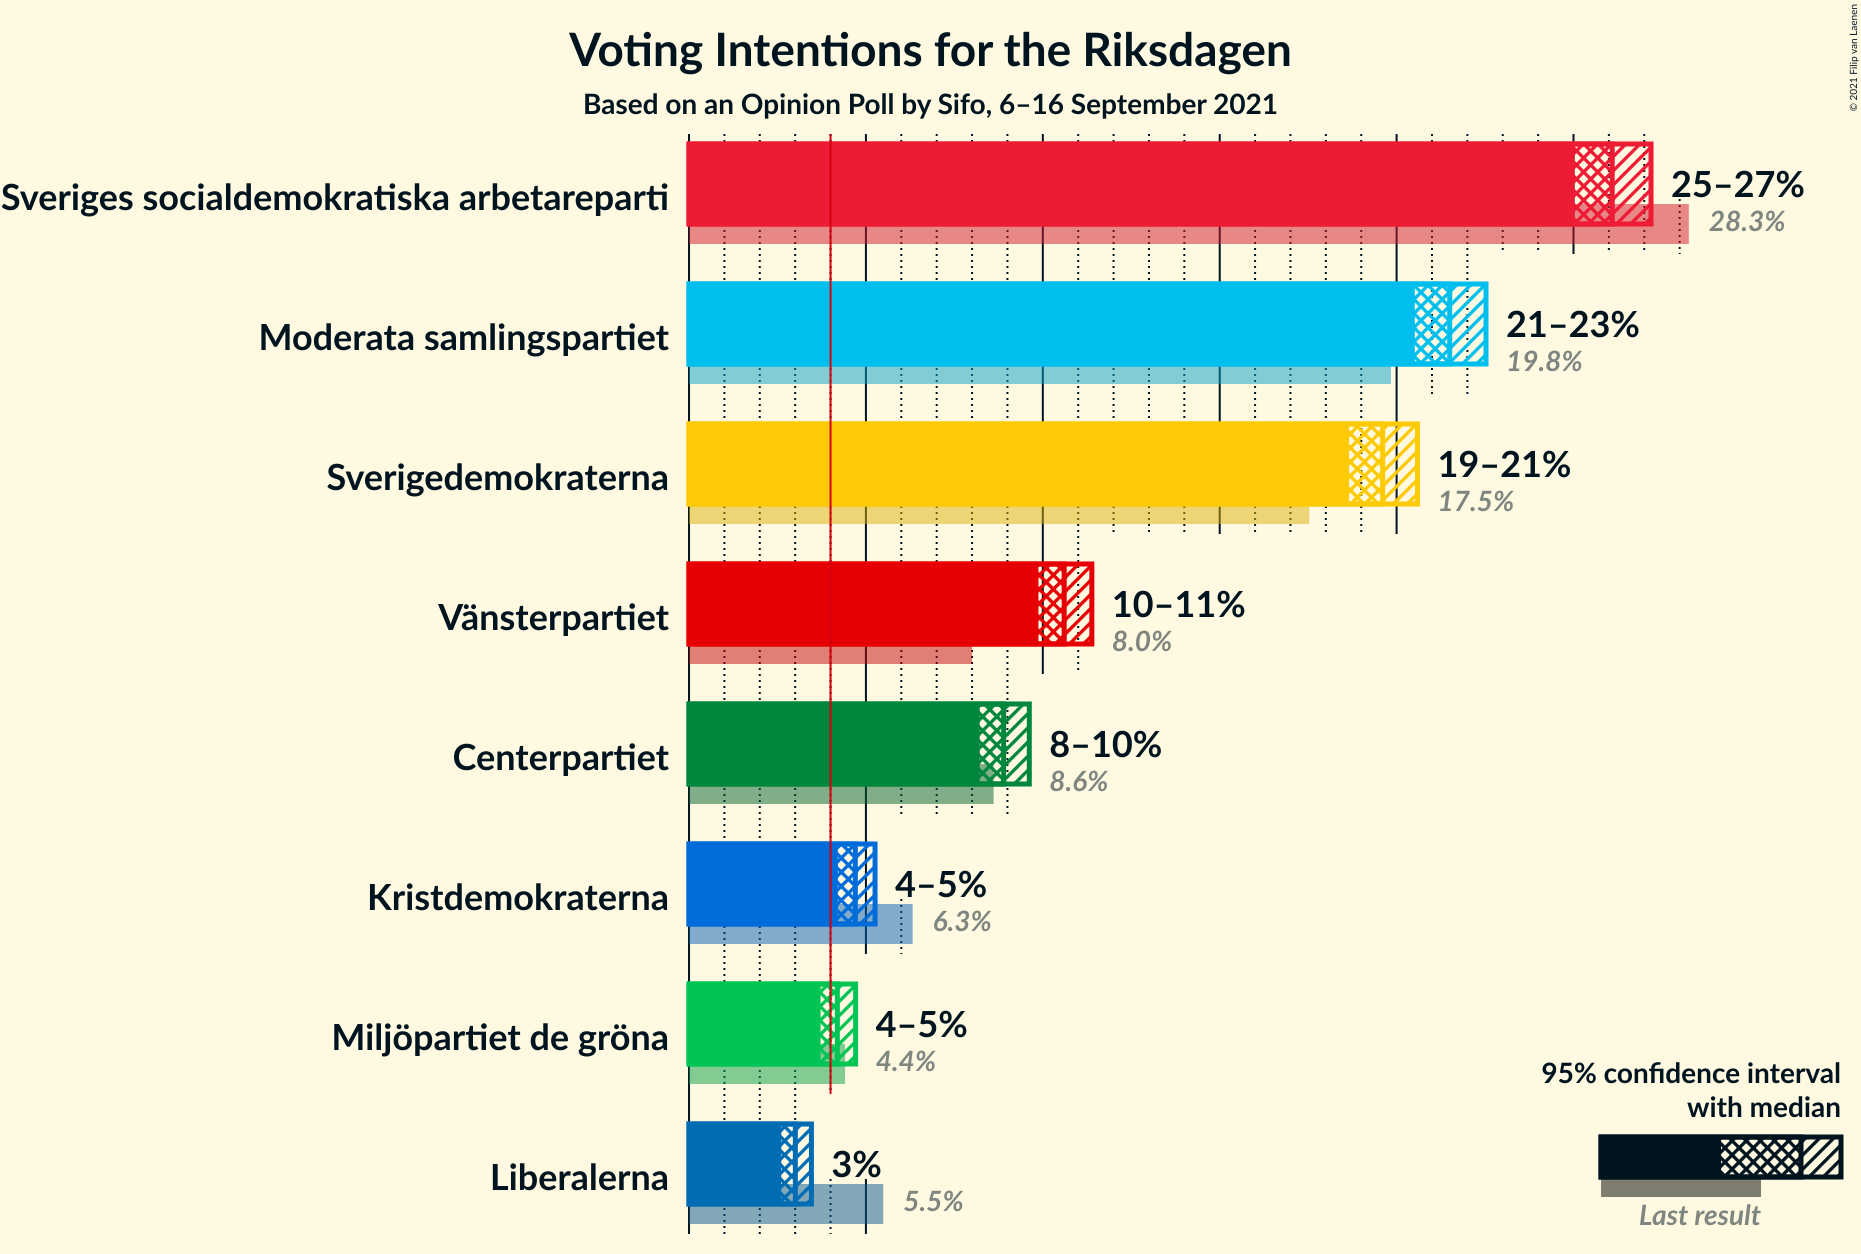 Voting Intentions for the Riksdagen
Based on an Opinion Poll by Sifo, 6–16 September 2021
© 2021 Filip van Laenen
Sveriges socialdemokratiska arbetareparti
25–27%
28.3%
Moderata samlingspartiet
21–23%
19.8%
Sverigedemokraterna
19–21%
17.5%
Vänsterpartiet
10–11%
8.0%
Centerpartiet
8–10%
8.6%
Kristdemokraterna
4–5%
6.3%
Miljöpartiet de gröna
4–5%
4.4%
Liberalerna
3%
5.5%
95% confidence interval
with median
Last result